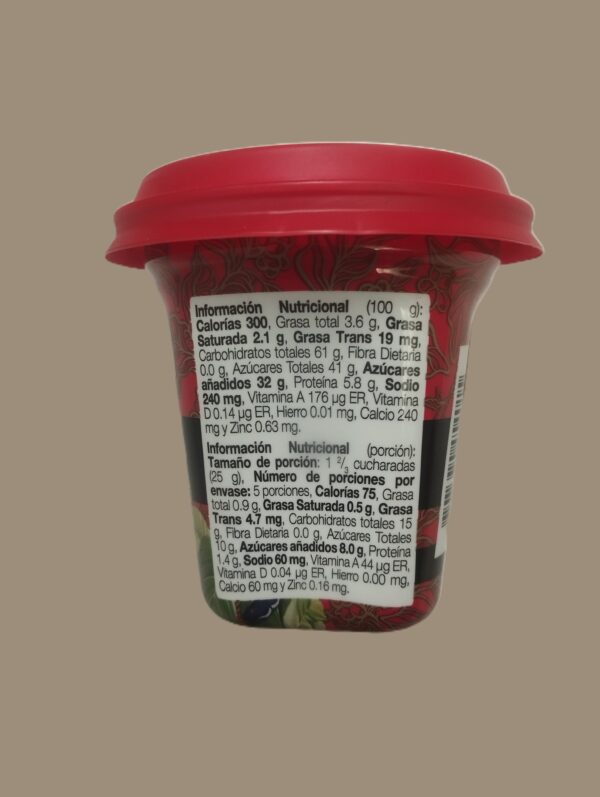 Información Nutricional (100 g):
Calorías 300, Grasa total 3.6 g, Grasa
Saturada 2.1 g, Grasa Trans 19 mg,
Carbohidratos totales 61 g, Fibra Dietaria
0.0 g, Azúcares Totales 41 g, Azúcares
añadidos 32 g, Proteína 5.8 g, Sodio
240 mg, Vitamina A 176 µg ER, Vitamina
D 0.14 µg ER, Hierro 0.01 mg, Calcio 240
mg y Zinc 0.63 mg.
Información Nutricional (porción):
Tamaño de porción: 1 2/3 cucharadas
(25 g), Número de porciones por
envase: 5 porciones, Calorías 75, Grasa
total 0.9 g, Grasa Saturada 0.5 g, Grasa
Trans 4.7 mg, Carbohidratos totales 15
g, Fibra Dietaria 0.0 g, Azúcares Totales
10 g, Azúcares añadidos 8.0 g, Proteína
1.4 g, Sodio 60 mg, Vitamina A 44 µg ER,
Vitamina D 0.04 µg ER, Hierro 0.00 mg,
Calcio 60 mg y Zinc 0.16 mg.